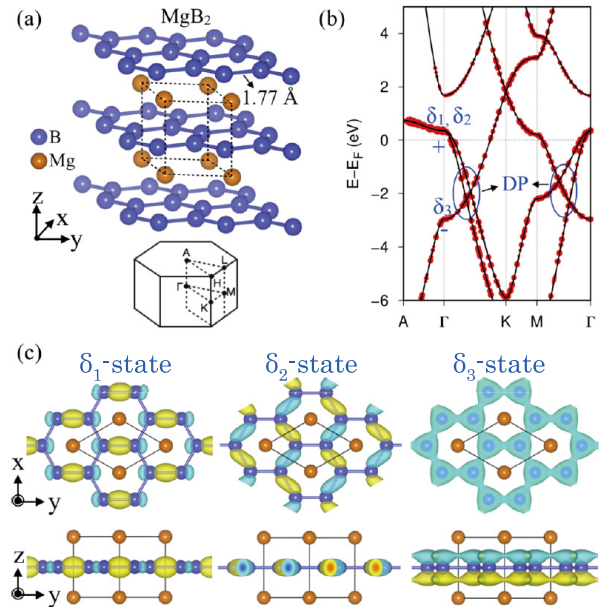 (a)
MgB₂
1.77 Å
B
Mg
z
x
y
A
L
Γ
H
M
K
(b)
E−E_F (eV)
4
2
0
-2
-4
-6
δ₁, δ₂
+
δ₃
-
DP
A
Γ
K
M
Γ
(c)
δ₁-state
δ₂-state
δ₃-state
x
y
z
y